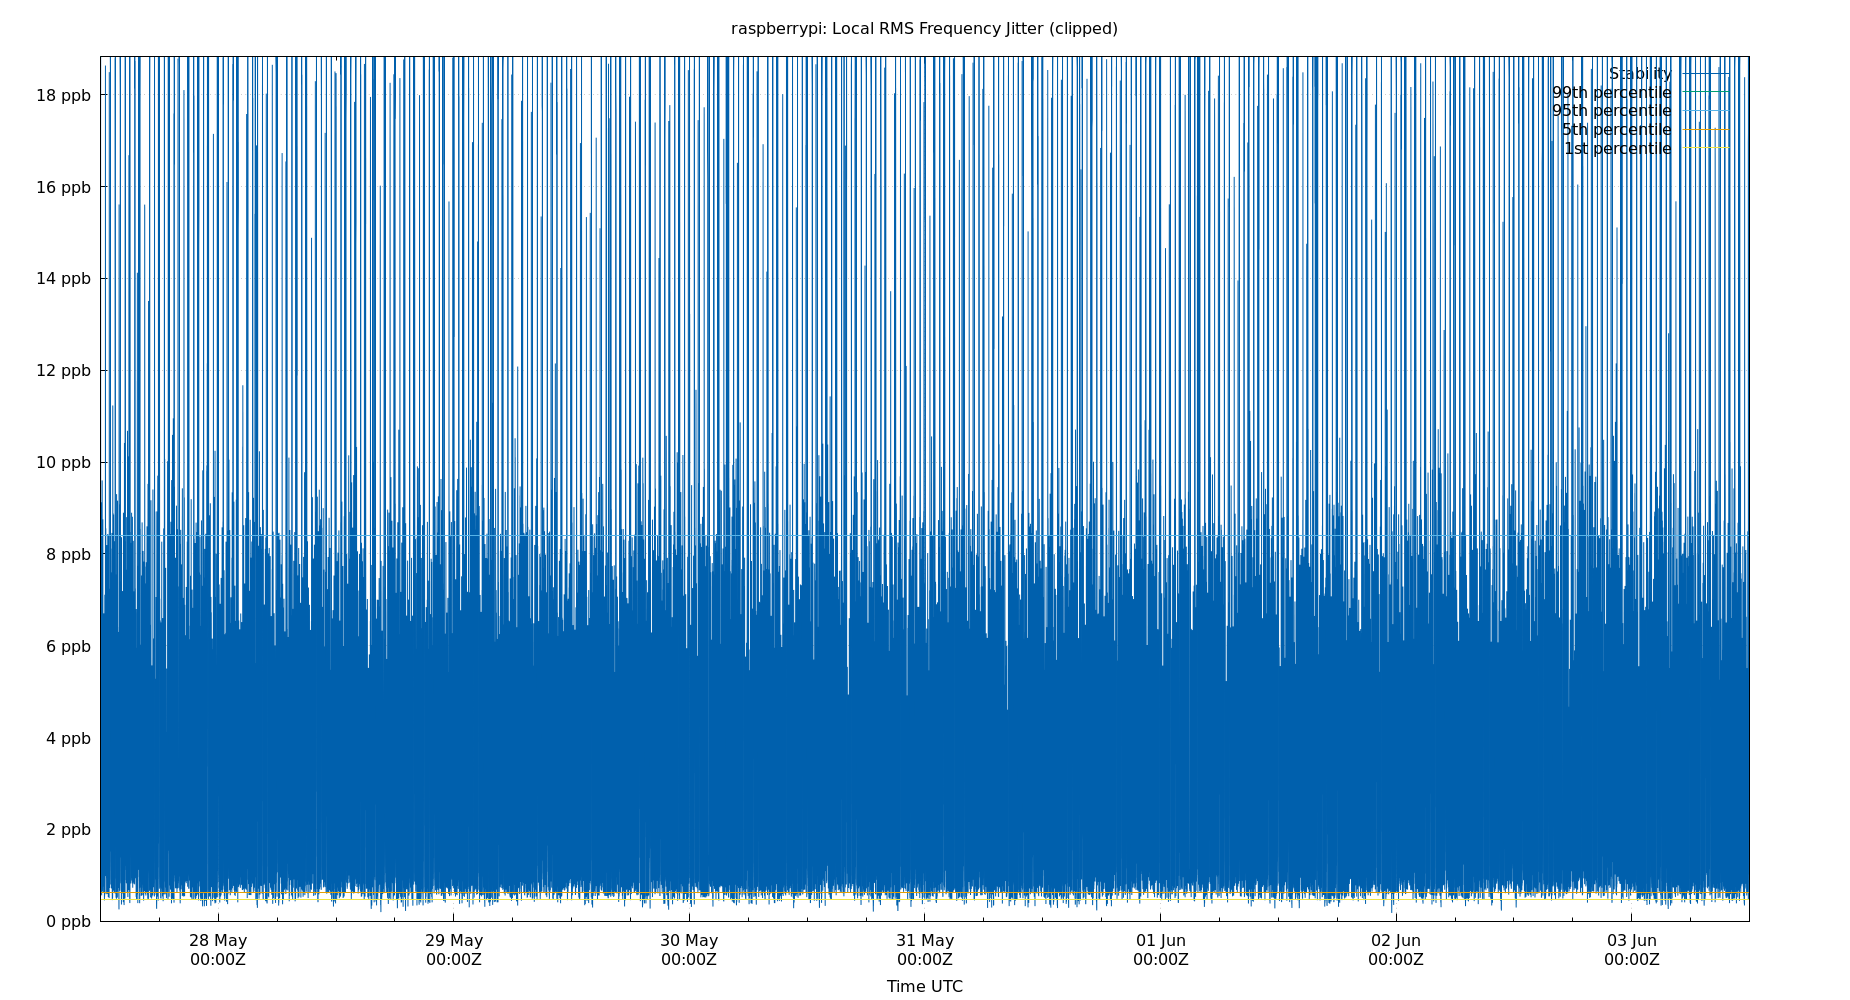 raspberrypi: Local RMS Frequency Jitter (clipped)
Stability
99th percentile
95th percentile
5th percentile
1st percentile
18 ppb
16 ppb
14 ppb
12 ppb
10 ppb
8 ppb
6 ppb
4 ppb
2 ppb
0 ppb
28 May 29 May 30 May 31 May 01 Jun 02 Jun 03 Jun
00:00Z 00:00Z 00:00Z 00:00Z 00:00Z 00:00Z 00:00Z
Time UTC